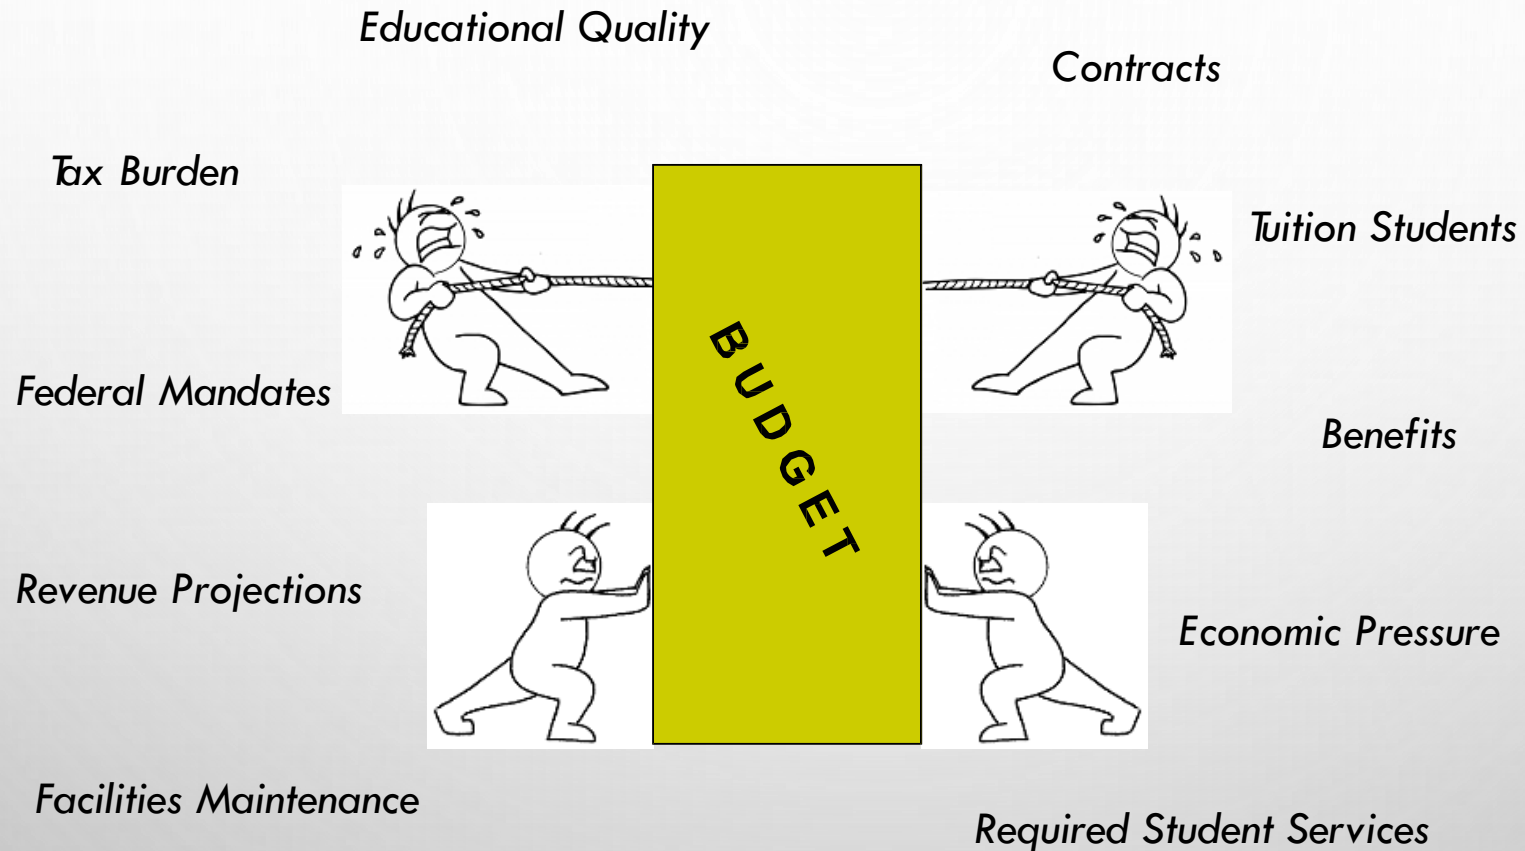 Educational Quality
Contracts
Tax Burden
Tuition Students
BUDGET
Federal Mandates
Benefits
Revenue Projections
Economic Pressure
Facilities Maintenance
Required Student Services